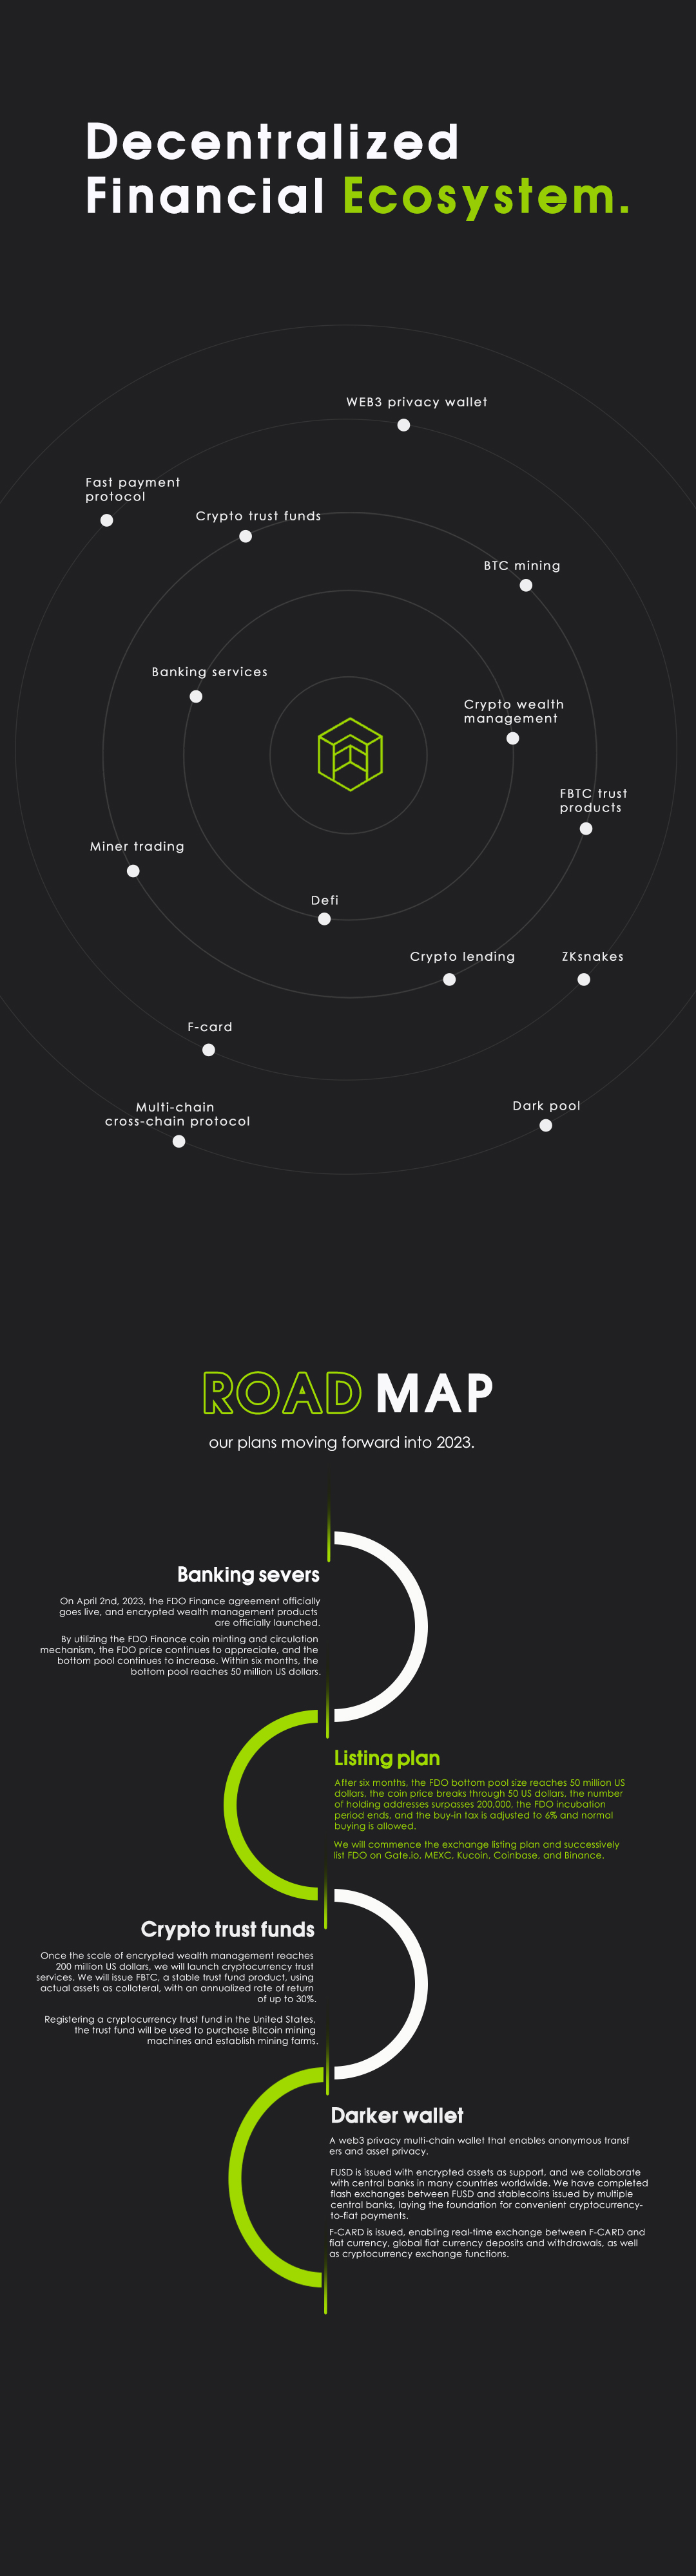 Decentralized
Financial Ecosystem.
WEB3 privacy wallet
Fast payment
protocol
Crypto trust funds
BTC mining
Banking services
Crypto wealth
management
FBTC trust
products
Miner trading
Defi
Crypto lending
ZKsnakes
F-card
Multi-chain
cross-chain protocol
Dark pool
ROAD MAP
our plans moving forward into 2023.
Banking severs
On April 2nd, 2023, the FDO Finance agreement officially
goes live, and encrypted wealth management products
are officially launched.
By utilizing the FDO Finance coin minting and circulation
mechanism, the FDO price continues to appreciate, and the
bottom pool continues to increase. Within six months, the
bottom pool reaches 50 million US dollars.
Listing plan
After six months, the FDO bottom pool size reaches 50 million US
dollars, the coin price breaks through 50 US dollars, the number
of holding addresses surpasses 200,000, the FDO incubation
period ends, and the buy-in tax is adjusted to 6% and normal
buying is allowed.
We will commence the exchange listing plan and successively
list FDO on Gate.io, MEXC, Kucoin, Coinbase, and Binance.
Crypto trust funds
Once the scale of encrypted wealth management reaches
200 million US dollars, we will launch cryptocurrency trust
services. We will issue FBTC, a stable trust fund product, using
actual assets as collateral, with an annualized rate of return
of up to 30%.
Registering a cryptocurrency trust fund in the United States,
the trust fund will be used to purchase Bitcoin mining
machines and establish mining farms.
Darker wallet
A web3 privacy multi-chain wallet that enables anonymous transf
ers and asset privacy.
FUSD is issued with encrypted assets as support, and we collaborate
with central banks in many countries worldwide. We have completed
flash exchanges between FUSD and stablecoins issued by multiple
central banks, laying the foundation for convenient cryptocurrency-
to-fiat payments.
F-CARD is issued, enabling real-time exchange between F-CARD and
fiat currency, global fiat currency deposits and withdrawals, as well
as cryptocurrency exchange functions.